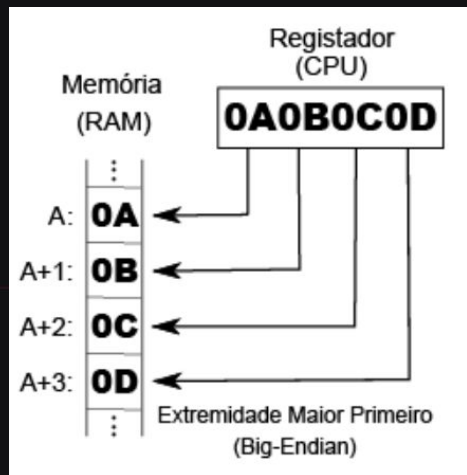 Registador
(CPU)
Memória
(RAM)
0A0B0C0D
⋮
A: 0A
A+1: 0B
A+2: 0C
A+3: 0D
⋮
Extremidade Maior Primeiro
(Big-Endian)